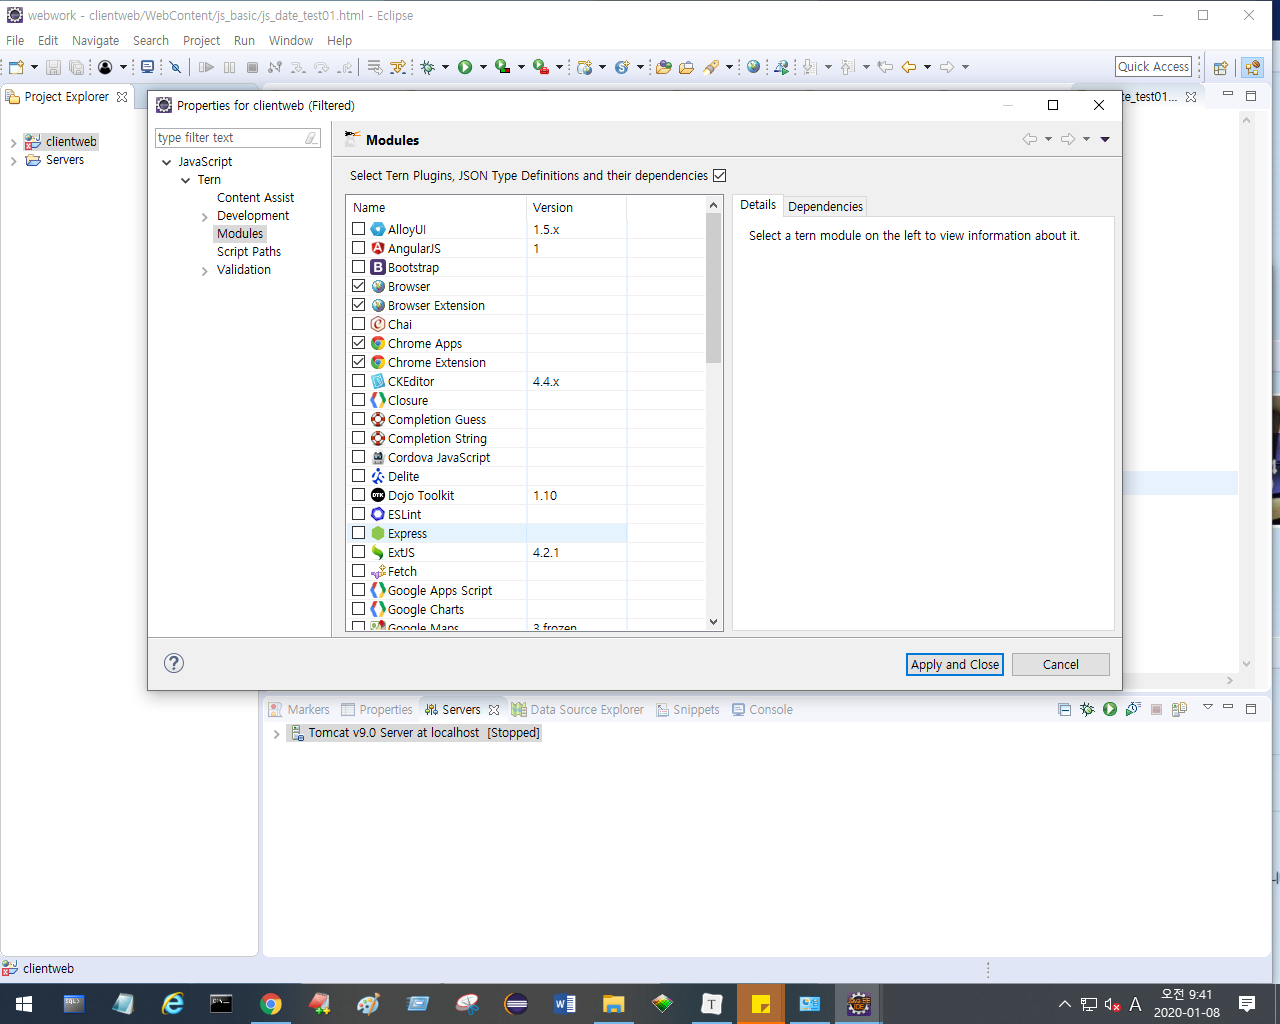 webwork - clientweb/WebContent/js_basic/js_date_test01.html - Eclipse
File Edit Navigate Search Project Run Window Help
Quick Access
Project Explorer
te_test01...
clientweb
Servers
Properties for clientweb (Filtered)
type filter text
JavaScript
Tern
Content Assist
Development
Modules
Script Paths
Validation
Modules
Select Tern Plugins, JSON Type Definitions and their dependencies
Name Version
AlloyUI 1.5.x
AngularJS 1
Bootstrap
Browser
Browser Extension
Chai
Chrome Apps
Chrome Extension
CKEditor 4.4.x
Closure
Completion Guess
Completion String
Cordova JavaScript
Delite
Dojo Toolkit 1.10
ESLint
Express
ExtJS 4.2.1
Fetch
Google Apps Script
Google Charts
Google Maps 3 frozen
Details Dependencies
Select a tern module on the left to view information about it.
Apply and Close Cancel
Markers Properties Servers Data Source Explorer Snippets Console
Tomcat v9.0 Server at localhost [Stopped]
clientweb
A
오전 9:41
2020-01-08